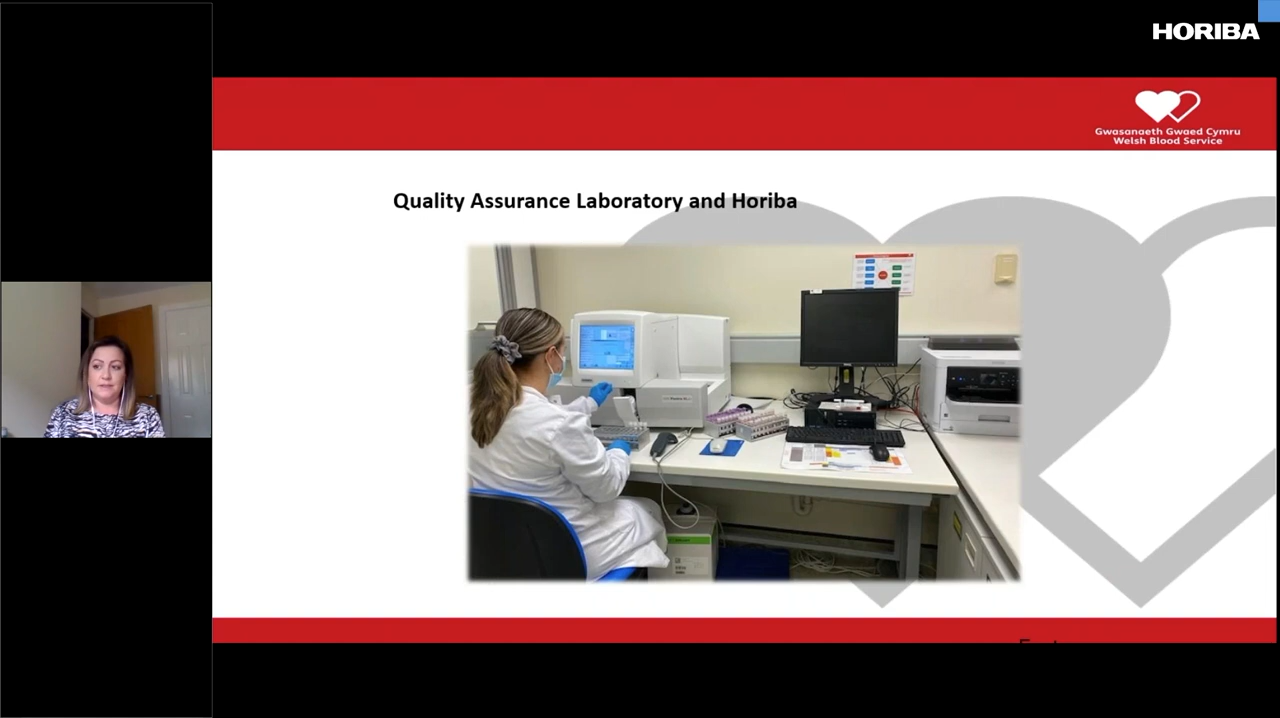 HORIBA
Gwasanaeth Gwaed Cymru
Welsh Blood Service
Quality Assurance Laboratory and Horiba